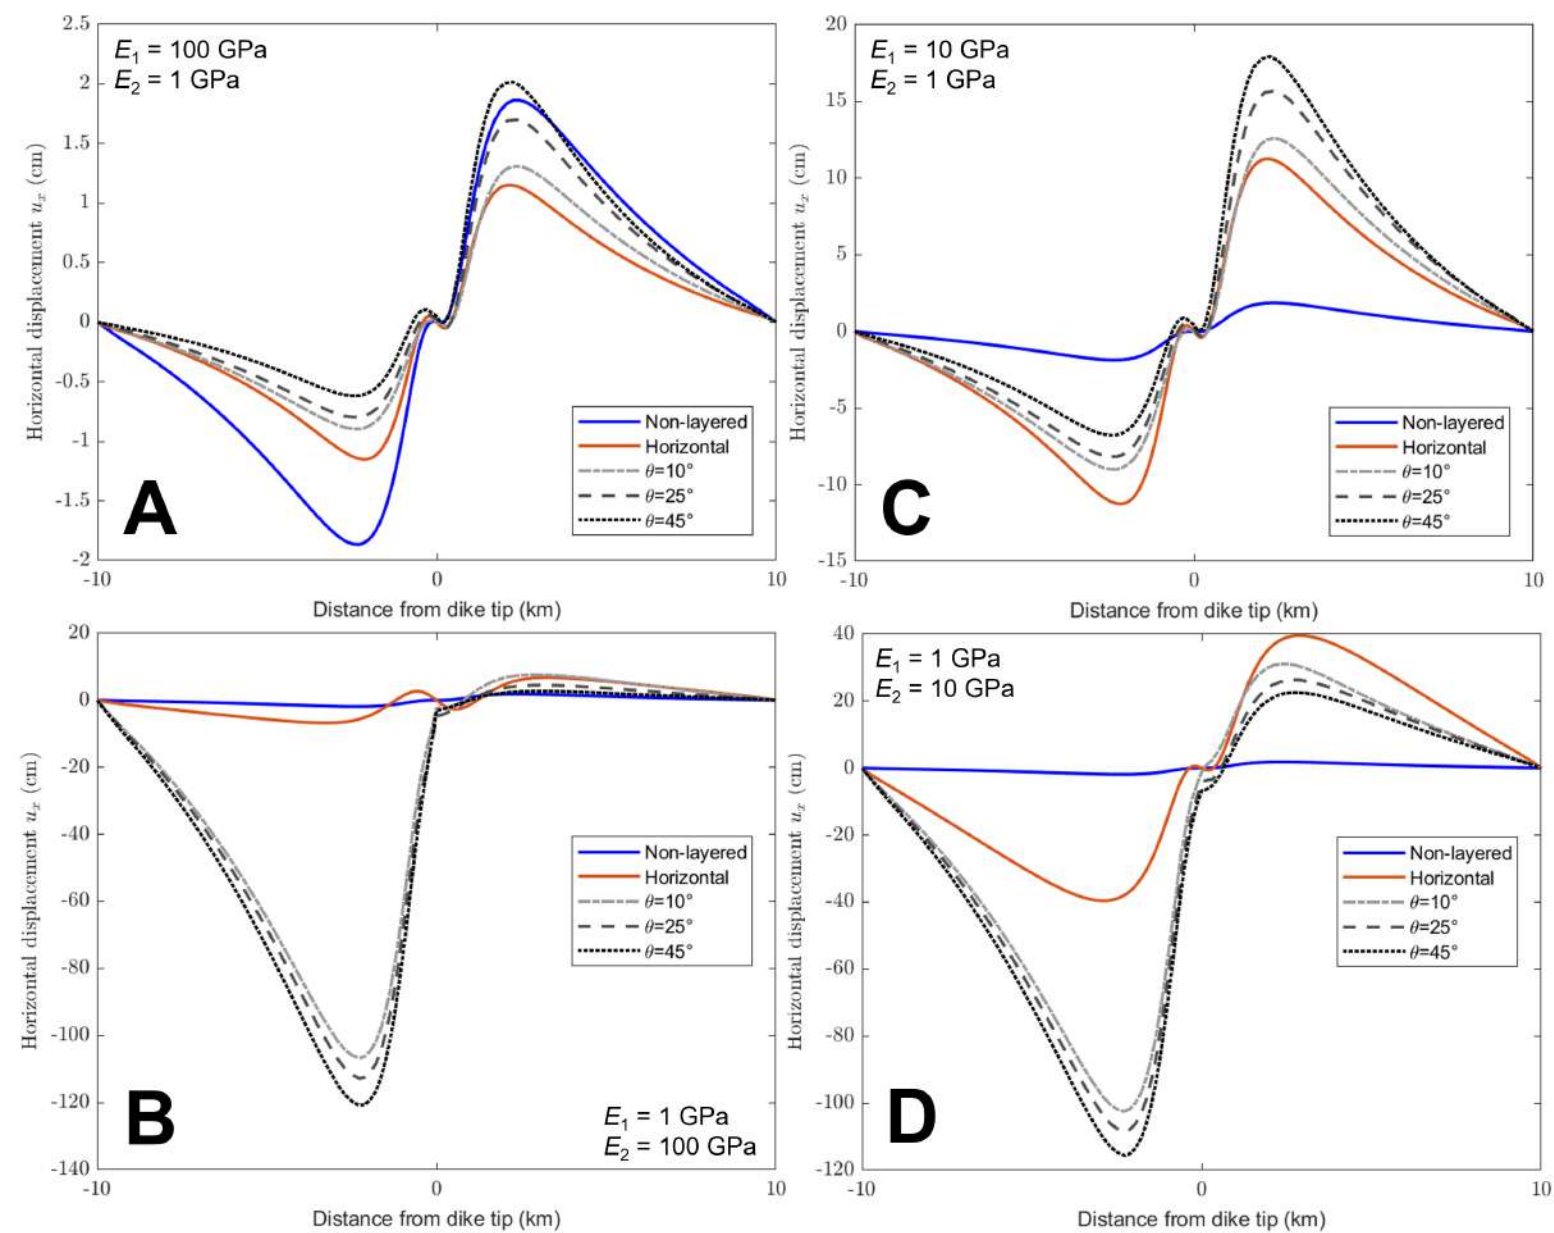 E1 = 100 GPa
E2 = 1 GPa
Horizontal displacement ux (cm)
2.5
2
1.5
1
0.5
0
-0.5
-1
-1.5
-2
A
Non-layered
Horizontal
θ=10°
θ=25°
θ=45°
-10
0
10
Distance from dike tip (km)
E1 = 10 GPa
E2 = 1 GPa
Horizontal displacement ux (cm)
20
15
10
5
0
-5
-10
-15
C
Non-layered
Horizontal
θ=10°
θ=25°
θ=45°
-10
0
10
Distance from dike tip (km)
Horizontal displacement ux (cm)
20
0
-20
-40
-60
-80
-100
-120
-140
Non-layered
Horizontal
θ=10°
θ=25°
θ=45°
B
E1 = 1 GPa
E2 = 100 GPa
-10
0
10
Distance from dike tip (km)
E1 = 1 GPa
E2 = 10 GPa
Horizontal displacement ux (cm)
40
20
0
-20
-40
-60
-80
-100
-120
Non-layered
Horizontal
θ=10°
θ=25°
θ=45°
D
-10
0
10
Distance from dike tip (km)